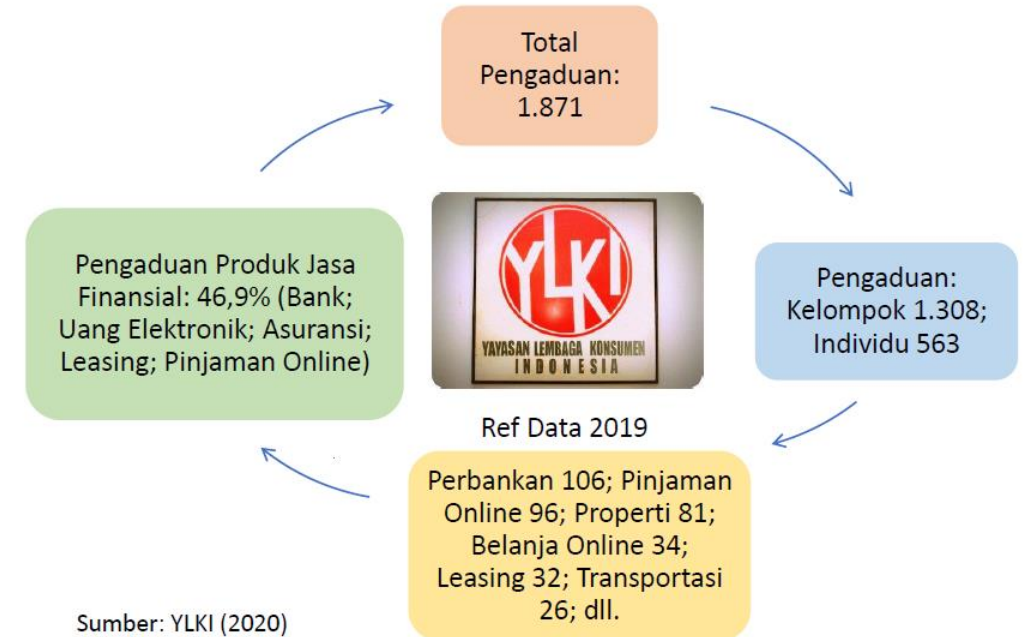 Total
Pengaduan:
1.871
Pengaduan Produk Jasa
Finansial: 46,9% (Bank;
Uang Elektronik; Asuransi;
Leasing; Pinjaman Online)
YLKI
YAYASAN LEMBAGA KONSUMEN
INDONESIA
Pengaduan:
Kelompok 1.308;
Individu 563
Ref Data 2019
Perbankan 106; Pinjaman
Online 96; Properti 81;
Belanja Online 34;
Leasing 32; Transportasi
26; dll.
Sumber: YLKI (2020)